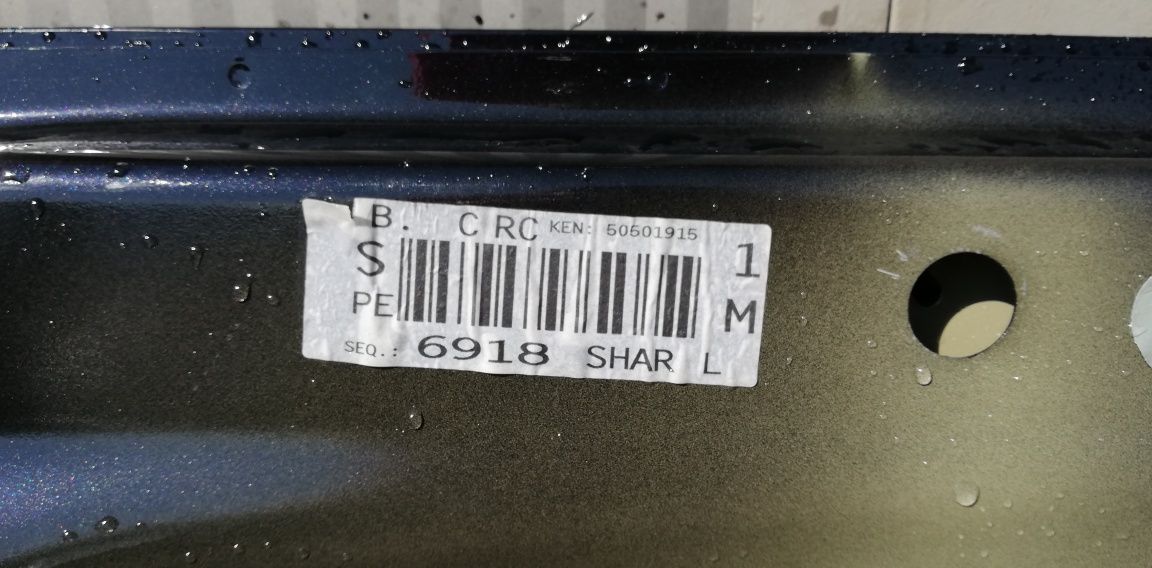 B. C RC KEN: 50501915
S 1
PE M
SEQ.: 6918 SHAR L